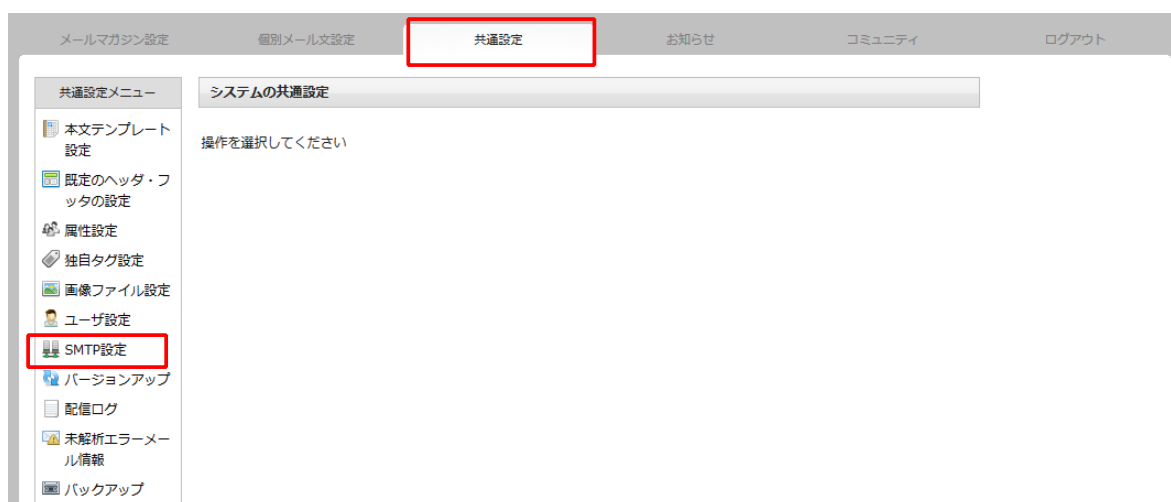 メールマガジン設定
個別メール文設定
共通設定
お知らせ
コミュニティ
ログアウト
共通設定メニュー
システムの共通設定
本文テンプレート
設定
操作を選択してください
既定のヘッダ・フ
ッタの設定
属性設定
独自タグ設定
画像ファイル設定
ユーザ設定
SMTP設定
バージョンアップ
配信ログ
未解析エラーメー
ル情報
バックアップ